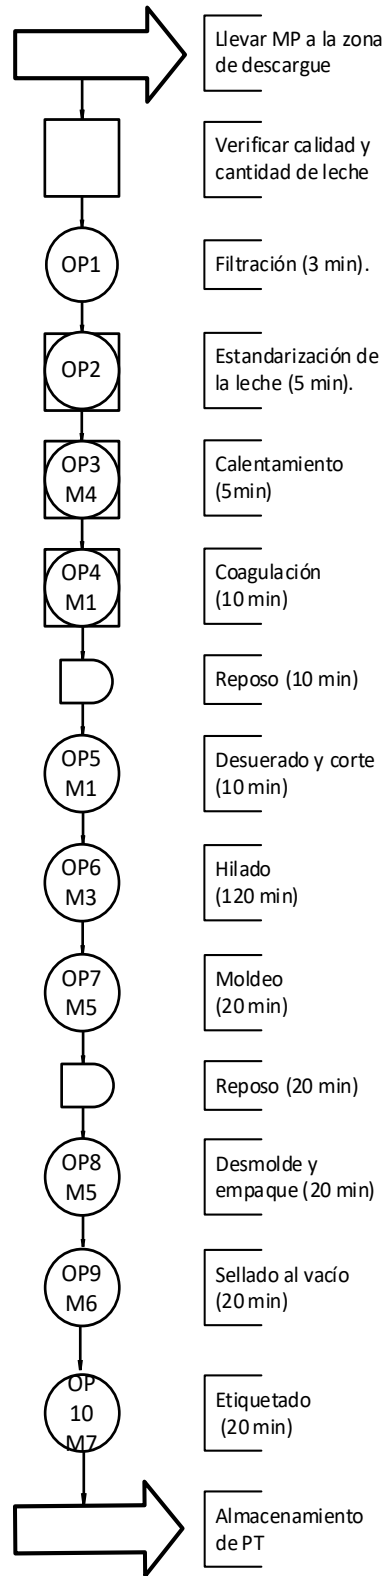 Llevar MP a la zona
de descargue
Verificar calidad y
cantidad de leche
OP1
Filtración (3 min).
OP2
Estandarización de
la leche (5 min).
OP3
M4
Calentamiento
(5min)
OP4
M1
Coagulación
(10 min)
Reposo (10 min)
OP5
M1
Desuerado y corte
(10 min)
OP6
M3
Hilado
(120 min)
OP7
M5
Moldeo
(20 min)
Reposo (20 min)
OP8
M5
Desmolde y
empaque (20 min)
OP9
M6
Sellado al vacío
(20 min)
OP
10
M7
Etiquetado
(20 min)
Almacenamiento
de PT